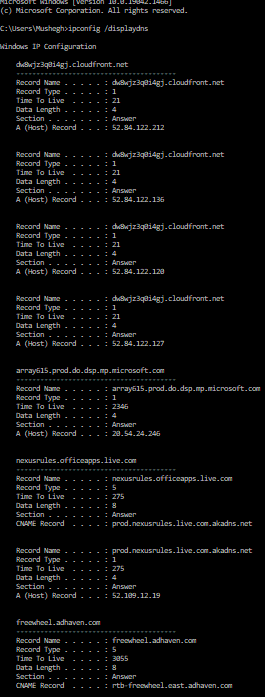 Microsoft Windows [Version 10.0.19042.1466]
(c) Microsoft Corporation. All rights reserved.
C:\Users\Mushegh>ipconfig /displaydns
Windows IP Configuration
dw8wjz3q0i4gj.cloudfront.net
----------------------------------------
Record Name . . . . . : dw8wjz3q0i4gj.cloudfront.net
Record Type . . . . . : 1
Time To Live . . . . : 21
Data Length . . . . . : 4
Section . . . . . . . : Answer
A (Host) Record . . . : 52.84.122.212
Record Name . . . . . : dw8wjz3q0i4gj.cloudfront.net
Record Type . . . . . : 1
Time To Live . . . . : 21
Data Length . . . . . : 4
Section . . . . . . . : Answer
A (Host) Record . . . : 52.84.122.136
Record Name . . . . . : dw8wjz3q0i4gj.cloudfront.net
Record Type . . . . . : 1
Time To Live . . . . : 21
Data Length . . . . . : 4
Section . . . . . . . : Answer
A (Host) Record . . . : 52.84.122.120
Record Name . . . . . : dw8wjz3q0i4gj.cloudfront.net
Record Type . . . . . : 1
Time To Live . . . . : 21
Data Length . . . . . : 4
Section . . . . . . . : Answer
A (Host) Record . . . : 52.84.122.127
array615.prod.do.dsp.mp.microsoft.com
----------------------------------------
Record Name . . . . . : array615.prod.do.dsp.mp.microsoft.com
Record Type . . . . . : 1
Time To Live . . . . : 2346
Data Length . . . . . : 4
Section . . . . . . . : Answer
A (Host) Record . . . : 20.54.24.246
nexusrules.officeapps.live.com
----------------------------------------
Record Name . . . . . : nexusrules.officeapps.live.com
Record Type . . . . . : 5
Time To Live . . . . : 275
Data Length . . . . . : 8
Section . . . . . . . : Answer
CNAME Record . . . . : prod.nexusrules.live.com.akadns.net
Record Name . . . . . : prod.nexusrules.live.com.akadns.net
Record Type . . . . . : 1
Time To Live . . . . : 275
Data Length . . . . . : 4
Section . . . . . . . : Answer
A (Host) Record . . . : 52.109.12.19
freewheel.adhaven.com
----------------------------------------
Record Name . . . . . : freewheel.adhaven.com
Record Type . . . . . : 5
Time To Live . . . . : 3055
Data Length . . . . . : 8
Section . . . . . . . : Answer
CNAME Record . . . . : rtb-freewheel.east.adhaven.com